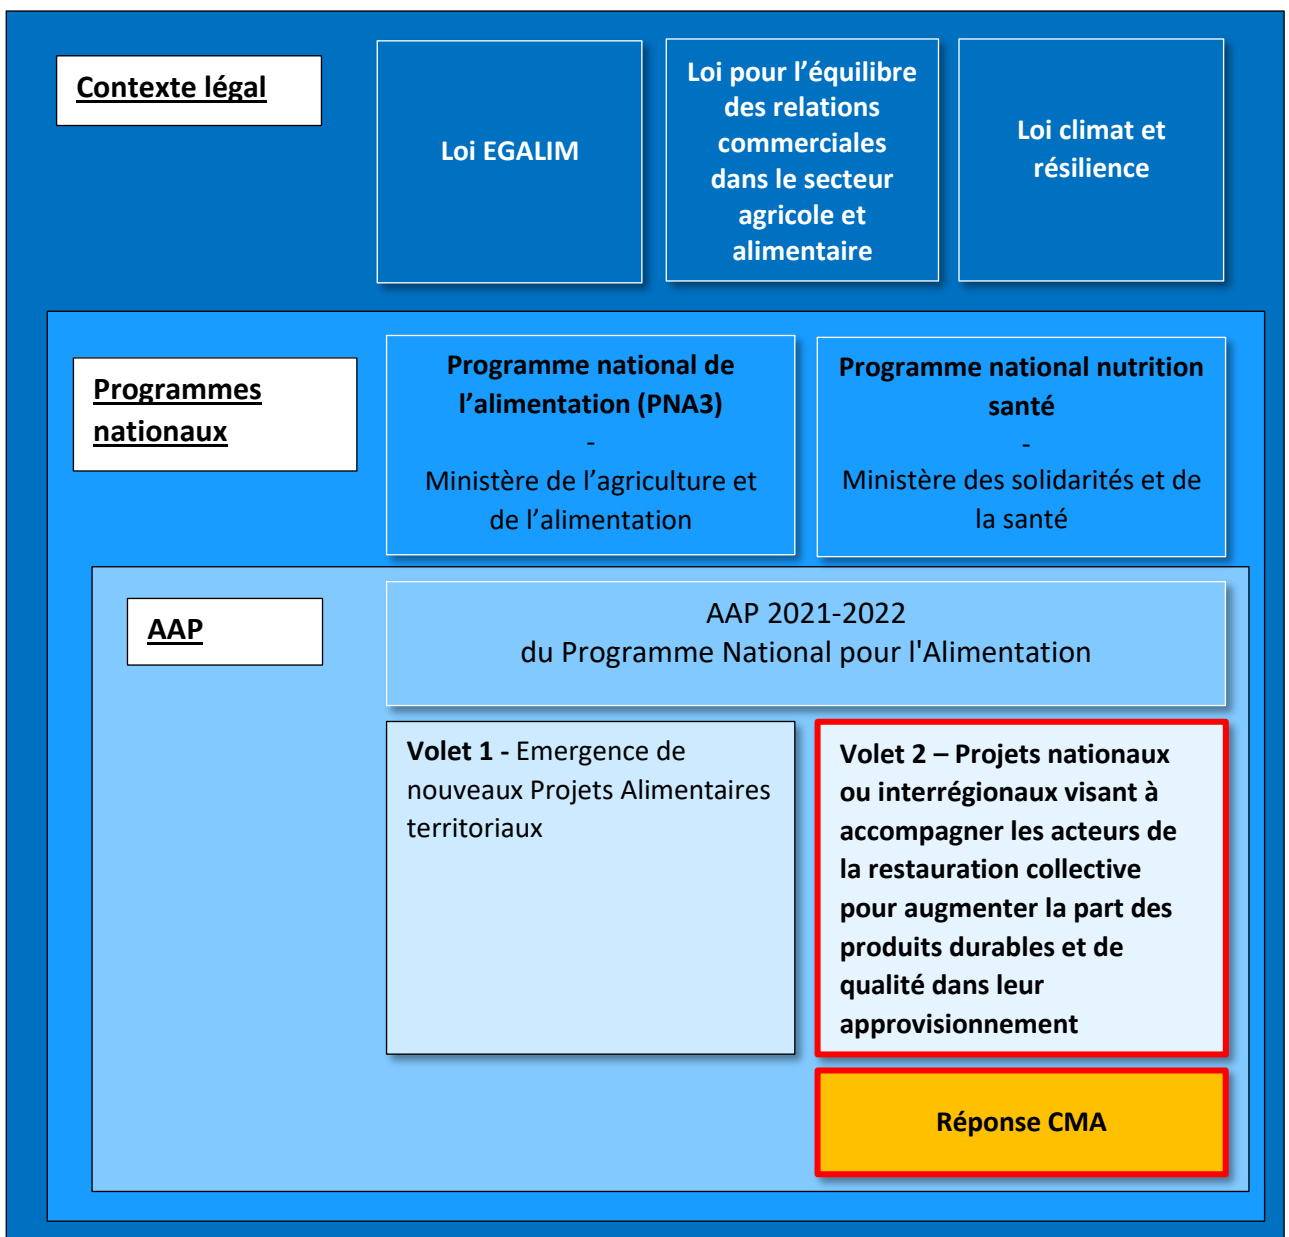 Contexte légal
Loi EGALIM
Loi pour l’équilibre
des relations
commerciales
dans le secteur
agricole et
alimentaire
Loi climat et
résilience
Programmes
nationaux
Programme national de
l’alimentation (PNA3)
-
Ministère de l’agriculture et
de l’alimentation
Programme national nutrition
santé
-
Ministère des solidarités et de
la santé
AAP
AAP 2021-2022
du Programme National pour l'Alimentation
Volet 1 - Emergence de
nouveaux Projets Alimentaires
territoriaux
Volet 2 – Projets nationaux
ou interrégionaux visant à
accompagner les acteurs de
la restauration collective
pour augmenter la part des
produits durables et de
qualité dans leur
approvisionnement
Réponse CMA